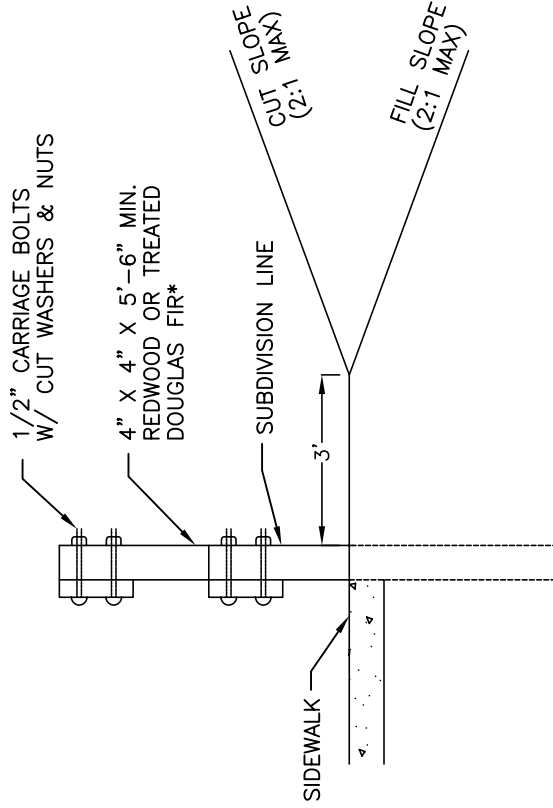 1/2" CARRIAGE BOLTS
W/ CUT WASHERS & NUTS
4" X 4" X 5'-6" MIN.
REDWOOD OR TREATED
DOUGLAS FIR*
SUBDIVISION LINE
3'
CUT SLOPE
(2:1 MAX)
FILL SLOPE
(2:1 MAX)
SIDEWALK